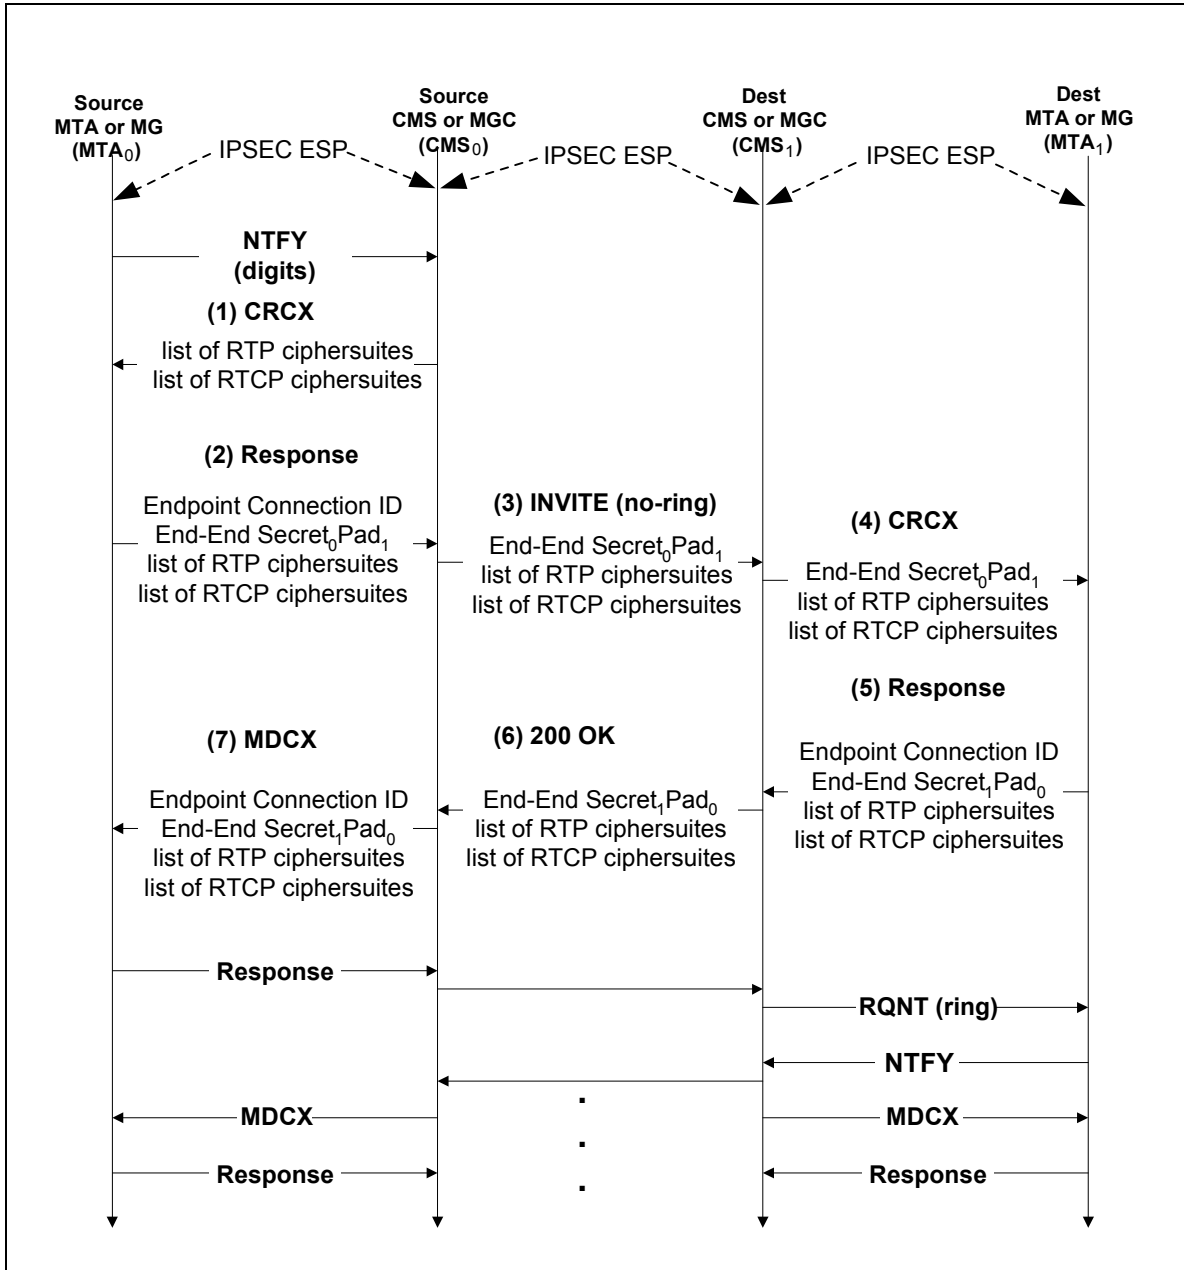 Source
MTA or MG
(MTA0)
Source
CMS or MGC
(CMS0)
Dest
CMS or MGC
(CMS1)
Dest
MTA or MG
(MTA1)
IPSEC ESP
IPSEC ESP
IPSEC ESP
NTFY
(digits)
(1) CRCX
list of RTP ciphersuites
list of RTCP ciphersuites
(2) Response
Endpoint Connection ID
End-End Secret0Pad1
list of RTP ciphersuites
list of RTCP ciphersuites
(3) INVITE (no-ring)
End-End Secret0Pad1
list of RTP ciphersuites
list of RTCP ciphersuites
(4) CRCX
End-End Secret0Pad1
list of RTP ciphersuites
list of RTCP ciphersuites
(5) Response
Endpoint Connection ID
End-End Secret1Pad0
list of RTP ciphersuites
list of RTCP ciphersuites
(6) 200 OK
End-End Secret1Pad0
list of RTP ciphersuites
list of RTCP ciphersuites
(7) MDCX
Endpoint Connection ID
End-End Secret1Pad0
list of RTP ciphersuites
list of RTCP ciphersuites
Response
RQNT (ring)
NTFY
MDCX
MDCX
Response
Response